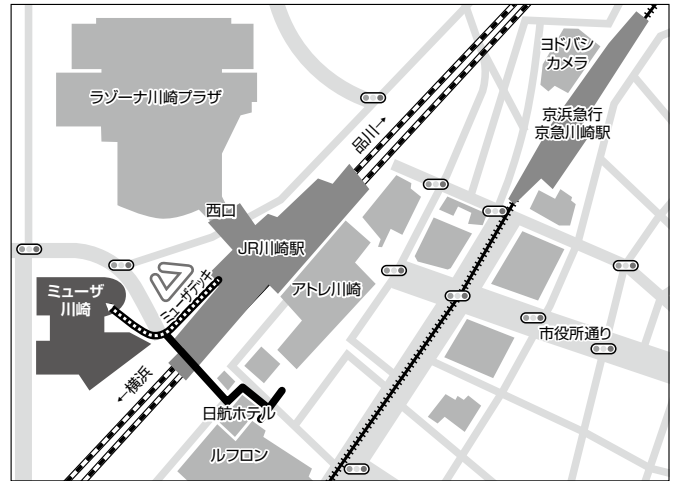 ヨドバシ
カメラ
ラゾーナ川崎プラザ
京浜急行
京急川崎駅
品川→
西口
JR川崎駅
ミューザデッキ
アトレ川崎
ミューザ
川崎
市役所通り
←横浜
日航ホテル
ルフロン